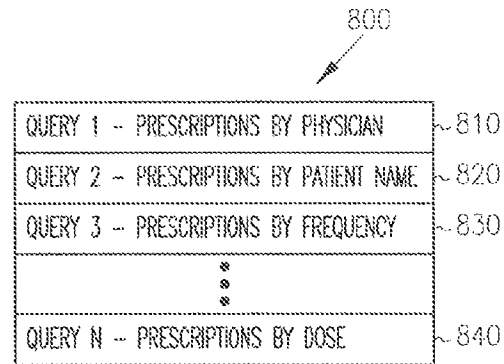 800
QUERY 1 - PRESCRIPTIONS BY PHYSICIAN 810
QUERY 2 - PRESCRIPTIONS BY PATIENT NAME 820
QUERY 3 - PRESCRIPTIONS BY FREQUENCY 830
QUERY N - PRESCRIPTIONS BY DOSE 840